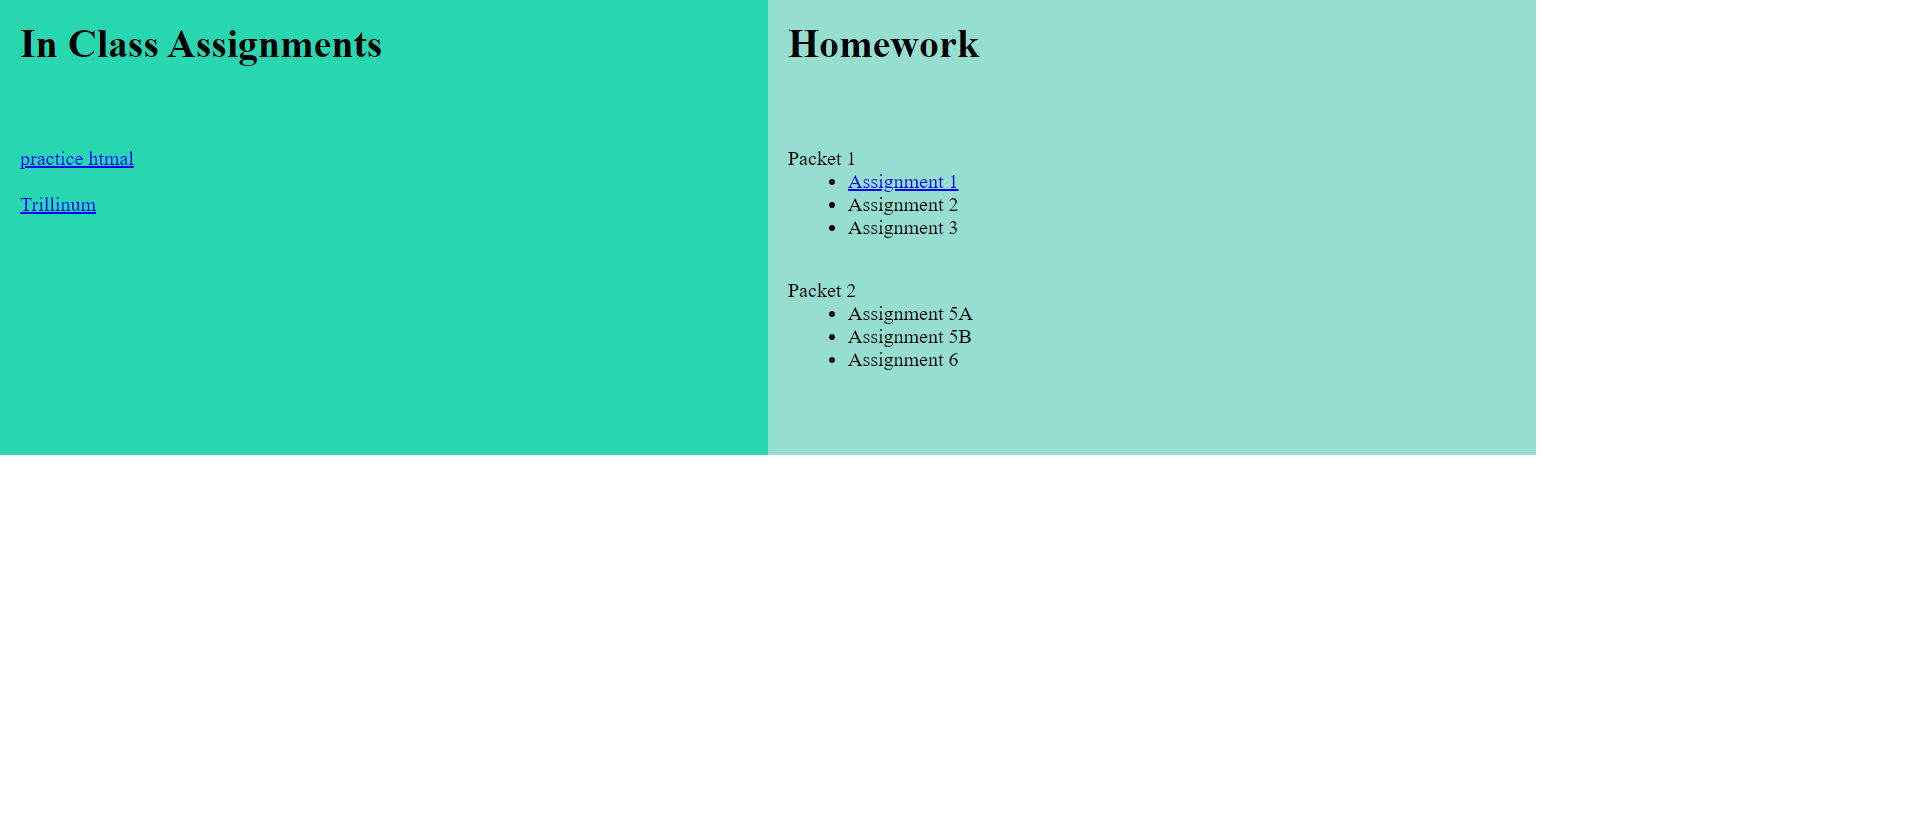 In Class Assignments
practice htmal
Trillinum
Homework
Packet 1
Assignment 1
Assignment 2
Assignment 3
Packet 2
Assignment 5A
Assignment 5B
Assignment 6